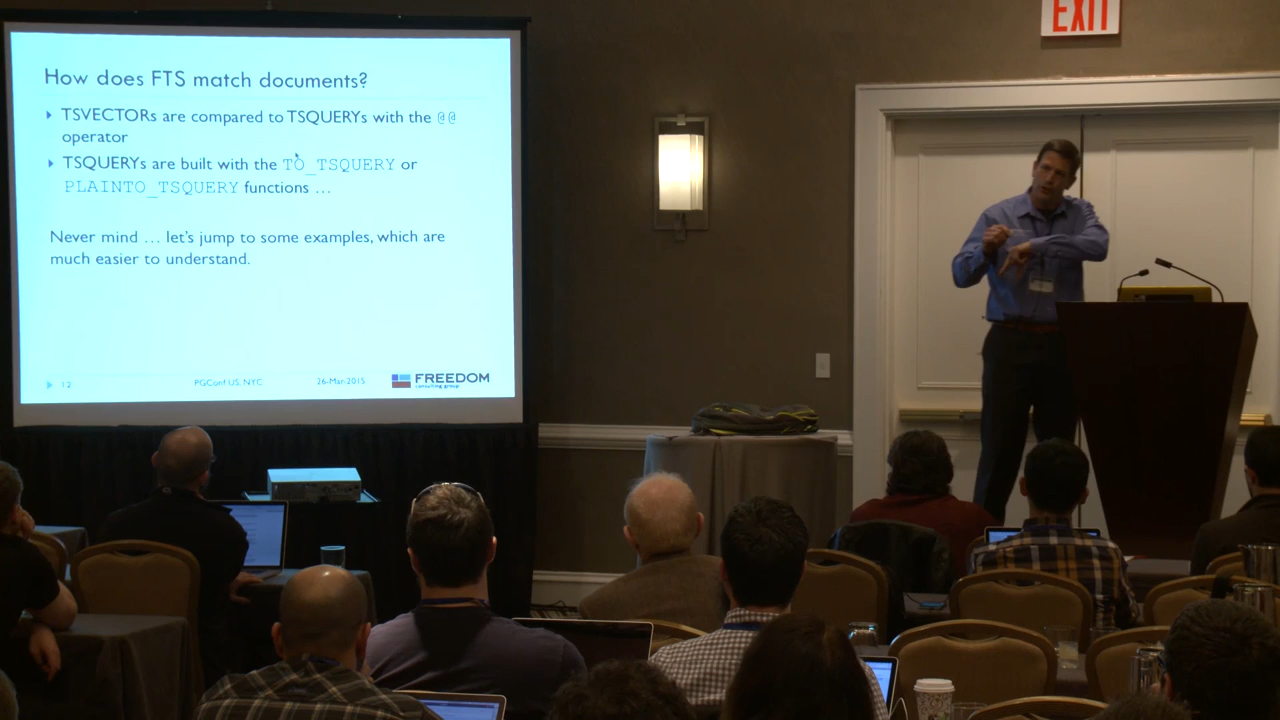 EXIT
How does FTS match documents?
TSVECTORs are compared to TSQUERYs with the @@
operator
TSQUERYs are built with the TO_TSQUERY or
PLAINTO_TSQUERY functions …
Never mind … let's jump to some examples, which are
much easier to understand.
12 PGConf US, NYC 26-Mar-2015 FREEDOM
consulting group